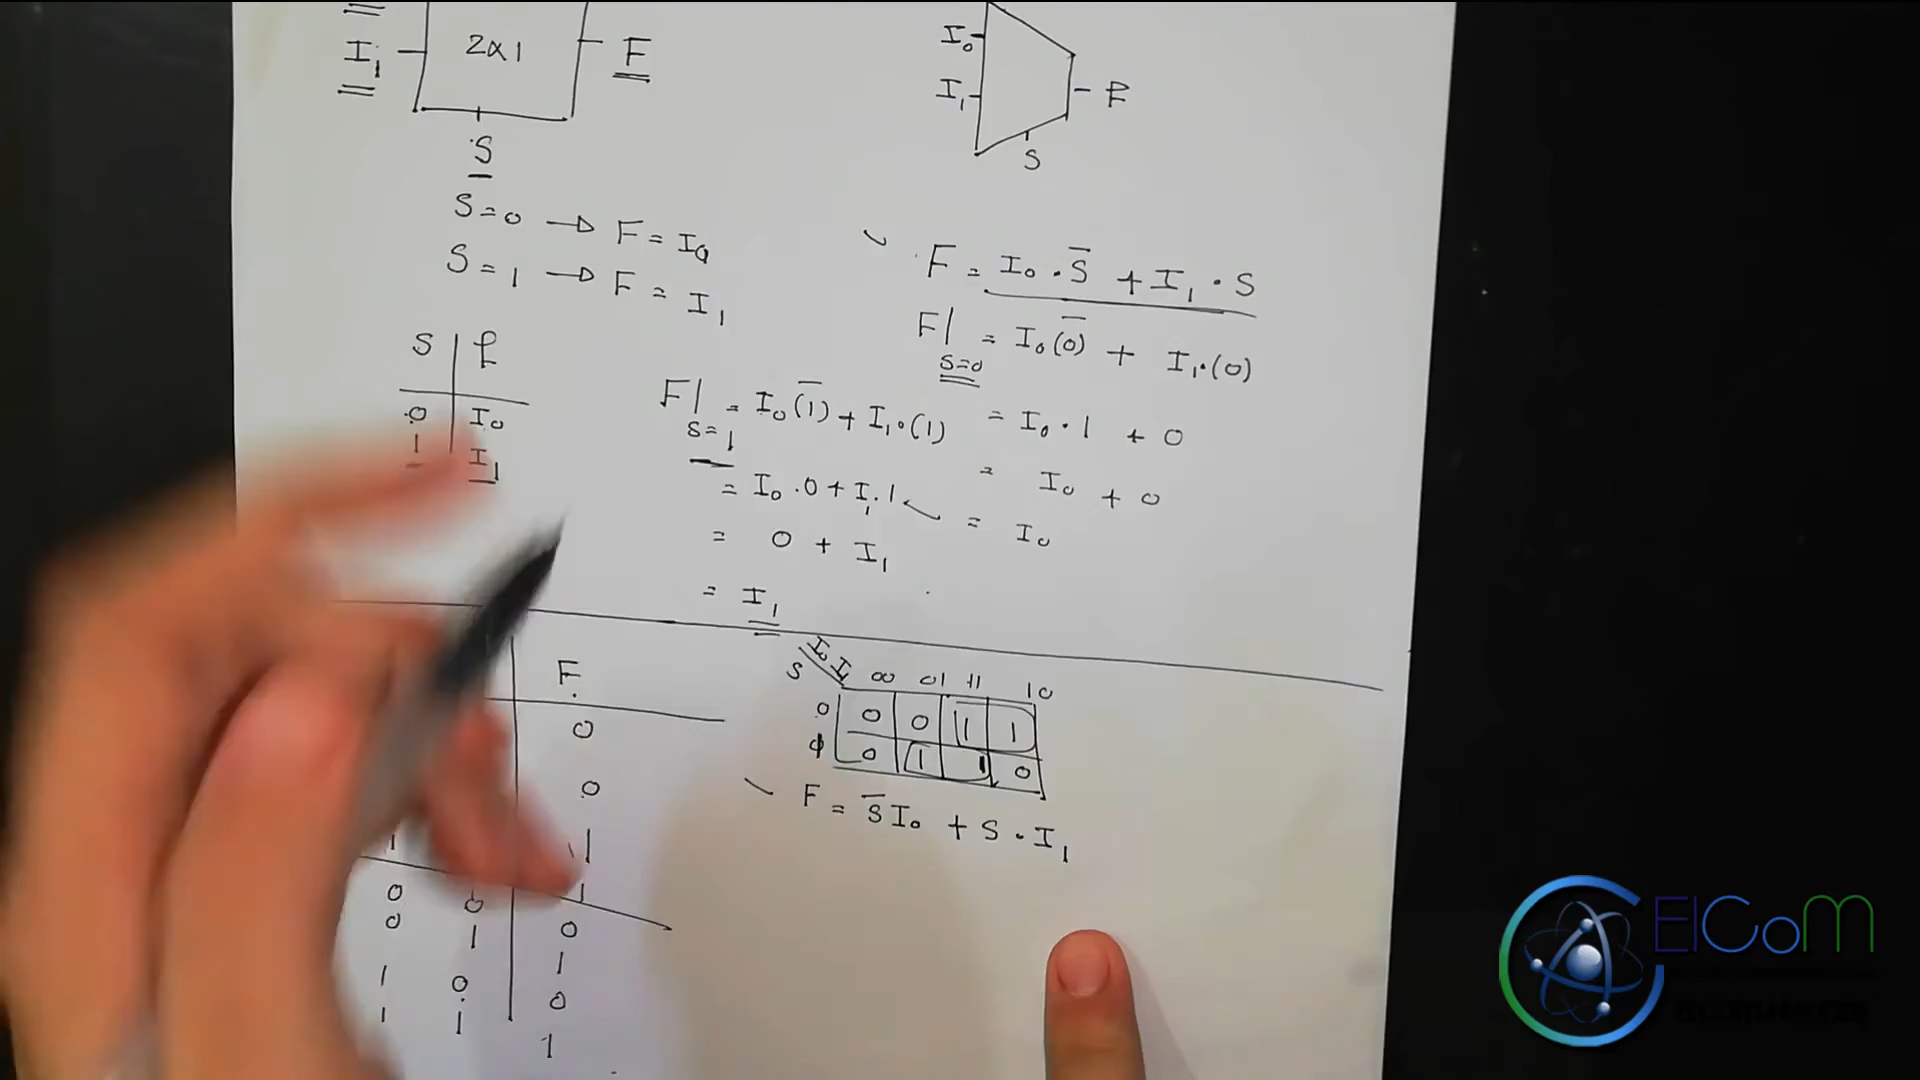 I₁ 2x1 F
S
S=0 → F = I₀
S=1 → F = I₁
S | f
0 | I₀
1 | I₁
I₀
I₁ F
S
F = I₀ . S̅ + I₁ . S
F| S=0 = I₀(0̅) + I₁.(0)
= I₀ . 1 + 0
= I₀ + 0
= I₀
F| S=1 = I₀(1̅) + I₁.(1)
= I₀ .0 + I₁.1
= 0 + I₁
= I₁
F
0
0
1 1
1
0 0 0
0 1 1
1 0 0
1 1 1
S I₀ I₁ 00 01 11 10
0 0 0 1 1
0 1 1 0
F = S̅I₀ + S . I₁
ElCoM